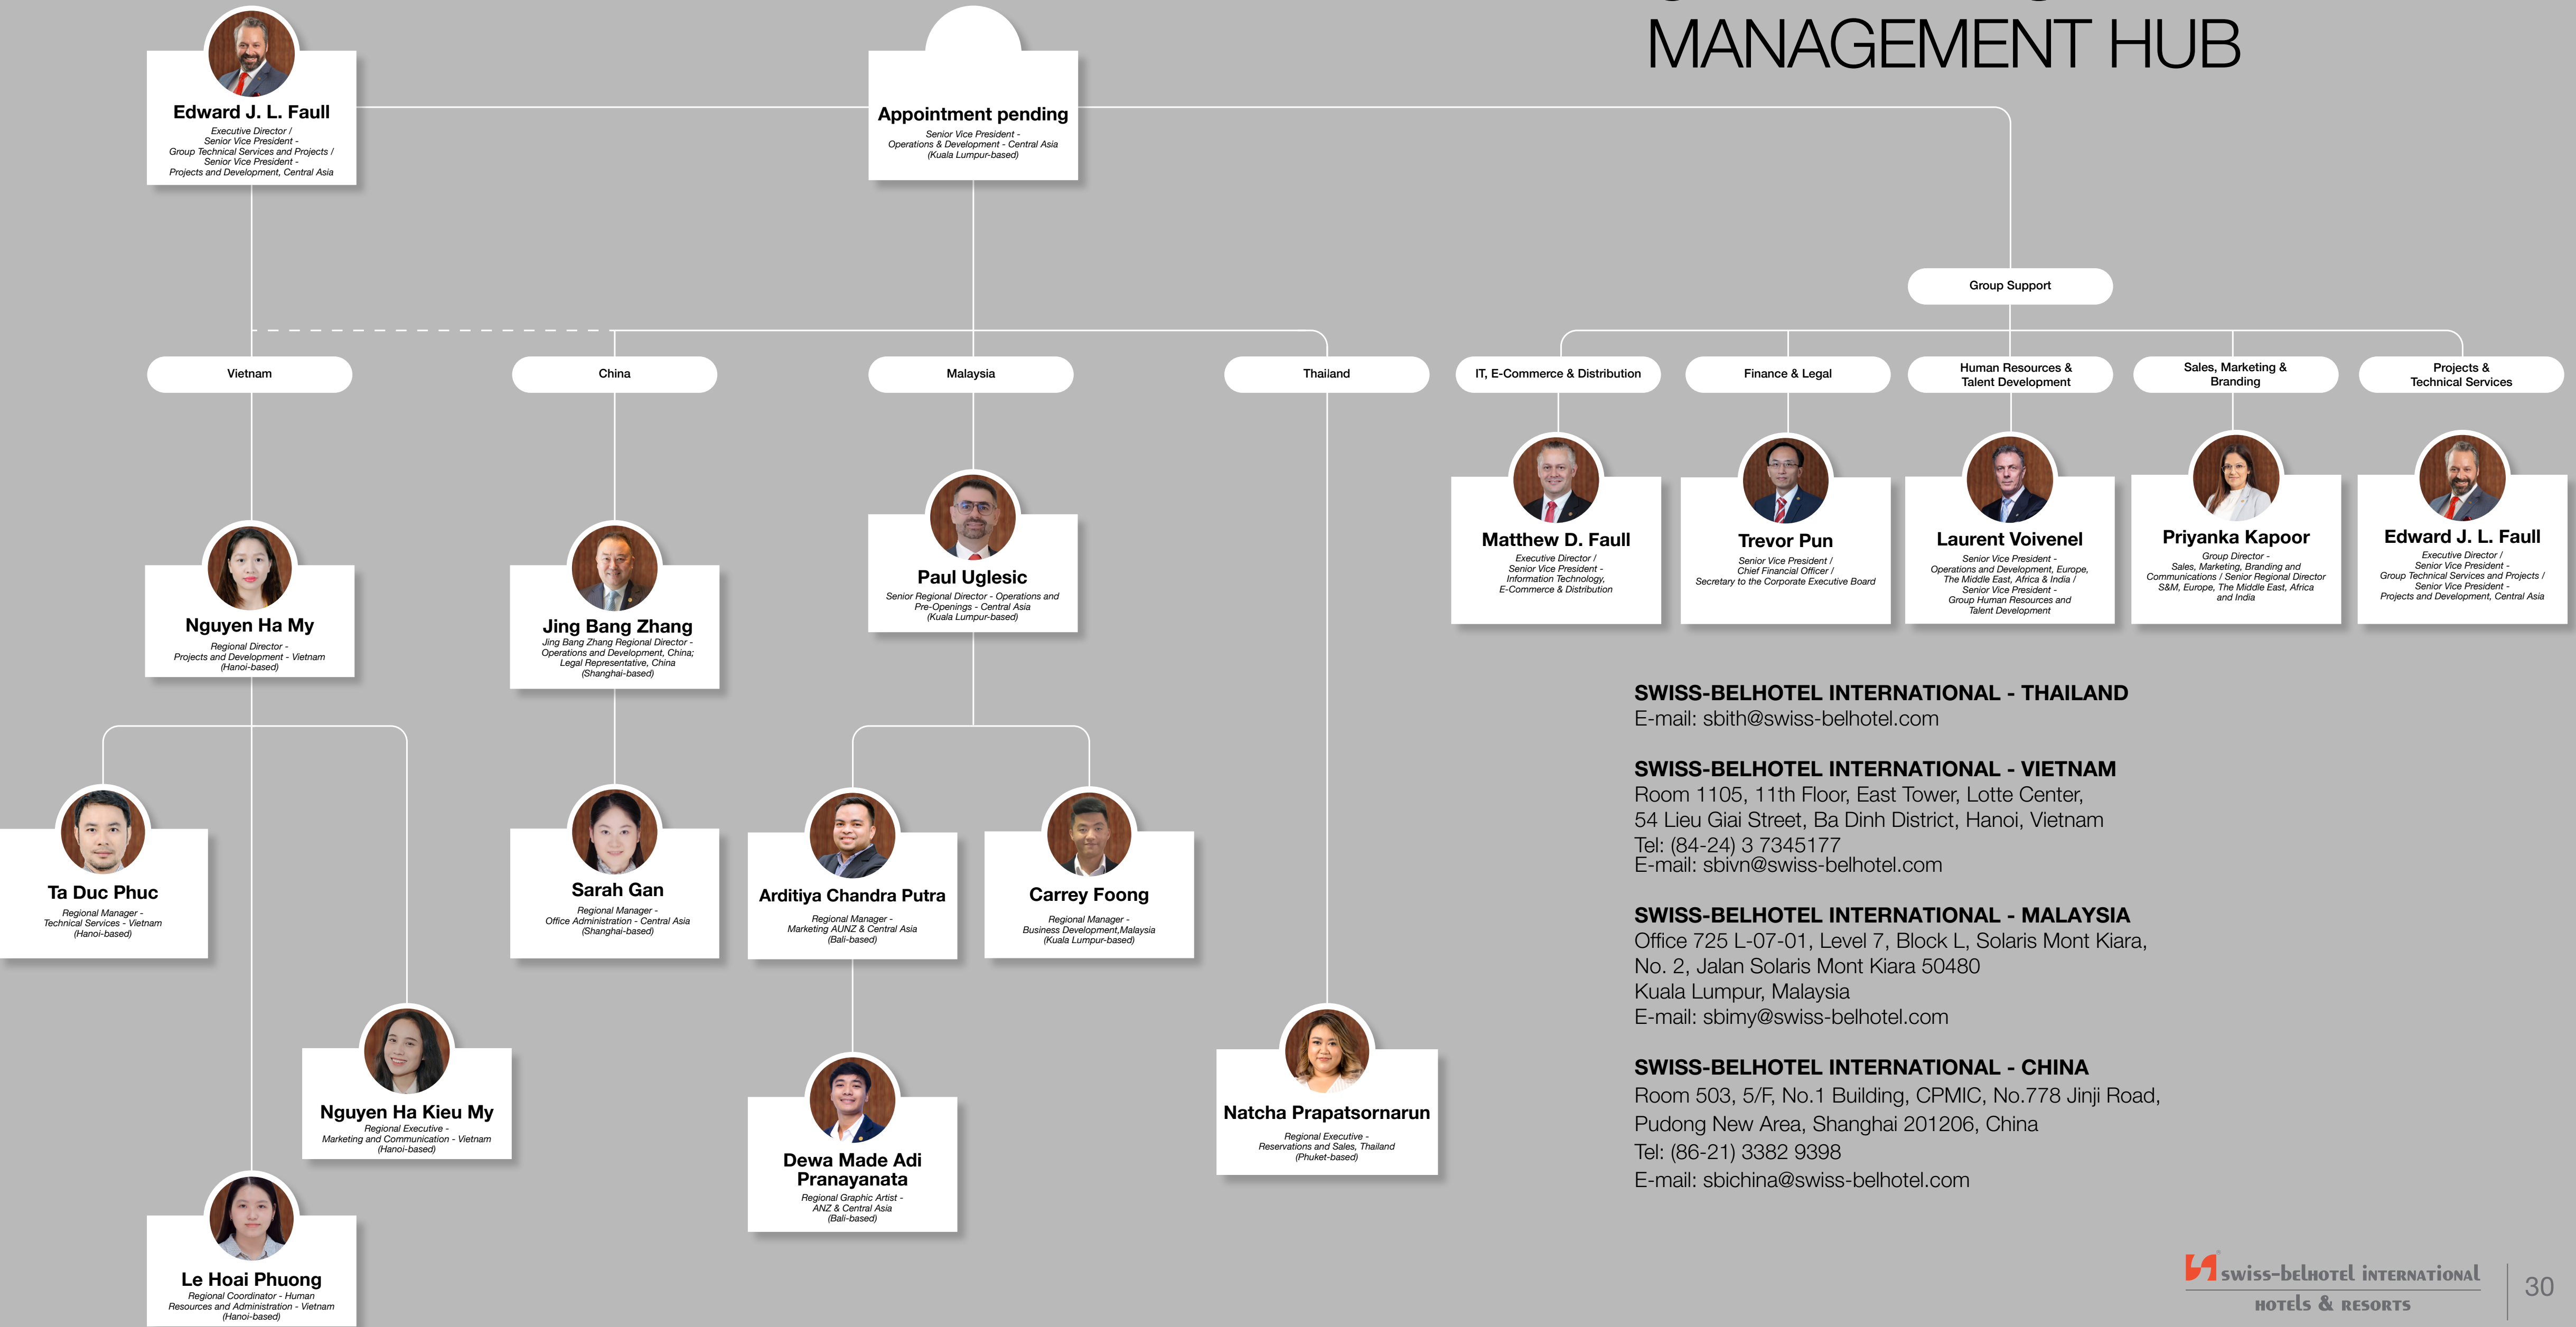 MANAGEMENT HUB
Edward J. L. Faull
Executive Director /
Senior Vice President -
Group Technical Services and Projects /
Senior Vice President -
Projects and Development, Central Asia
Appointment pending
Senior Vice President -
Operations & Development - Central Asia
(Kuala Lumpur-based)
Group Support
Vietnam
China
Malaysia
Thailand
IT, E-Commerce & Distribution
Finance & Legal
Human Resources &
Talent Development
Sales, Marketing &
Branding
Projects &
Technical Services
Nguyen Ha My
Regional Director -
Projects and Development - Vietnam
(Hanoi-based)
Jing Bang Zhang
Jing Bang Zhang Regional Director -
Operations and Development, China;
Legal Representative, China
(Shanghai-based)
Paul Uglesic
Senior Regional Director - Operations and
Pre-Openings - Central Asia
(Kuala Lumpur-based)
Matthew D. Faull
Executive Director /
Senior Vice President -
Information Technology,
E-Commerce & Distribution
Trevor Pun
Senior Vice President /
Chief Financial Officer /
Secretary to the Corporate Executive Board
Laurent Voivenel
Senior Vice President -
Operations and Development, Europe,
The Middle East, Africa & India /
Senior Vice President -
Group Human Resources and
Talent Development
Priyanka Kapoor
Group Director -
Sales, Marketing, Branding and
Communications / Senior Regional Director
S&M, Europe, The Middle East, Africa
and India
Edward J. L. Faull
Executive Director /
Senior Vice President -
Group Technical Services and Projects /
Senior Vice President -
Projects and Development, Central Asia
Ta Duc Phuc
Regional Manager -
Technical Services - Vietnam
(Hanoi-based)
Sarah Gan
Regional Manager -
Office Administration - Central Asia
(Shanghai-based)
Arditiya Chandra Putra
Regional Manager -
Marketing AUNZ & Central Asia
(Bali-based)
Carrey Foong
Regional Manager -
Business Development,Malaysia
(Kuala Lumpur-based)
Nguyen Ha Kieu My
Regional Executive -
Marketing and Communication - Vietnam
(Hanoi-based)
Dewa Made Adi
Pranayanata
Regional Graphic Artist -
ANZ & Central Asia
(Bali-based)
Natcha Prapatsornarun
Regional Executive -
Reservations and Sales, Thailand
(Phuket-based)
Le Hoai Phuong
Regional Coordinator - Human
Resources and Administration - Vietnam
(Hanoi-based)
SWISS-BELHOTEL INTERNATIONAL - THAILAND
E-mail: sbith@swiss-belhotel.com
SWISS-BELHOTEL INTERNATIONAL - VIETNAM
Room 1105, 11th Floor, East Tower, Lotte Center,
54 Lieu Giai Street, Ba Dinh District, Hanoi, Vietnam
Tel: (84-24) 3 7345177
E-mail: sbivn@swiss-belhotel.com
SWISS-BELHOTEL INTERNATIONAL - MALAYSIA
Office 725 L-07-01, Level 7, Block L, Solaris Mont Kiara,
No. 2, Jalan Solaris Mont Kiara 50480
Kuala Lumpur, Malaysia
E-mail: sbimy@swiss-belhotel.com
SWISS-BELHOTEL INTERNATIONAL - CHINA
Room 503, 5/F, No.1 Building, CPMIC, No.778 Jinji Road,
Pudong New Area, Shanghai 201206, China
Tel: (86-21) 3382 9398
E-mail: sbichina@swiss-belhotel.com
swiss-belhotel international
hotels & resorts
30